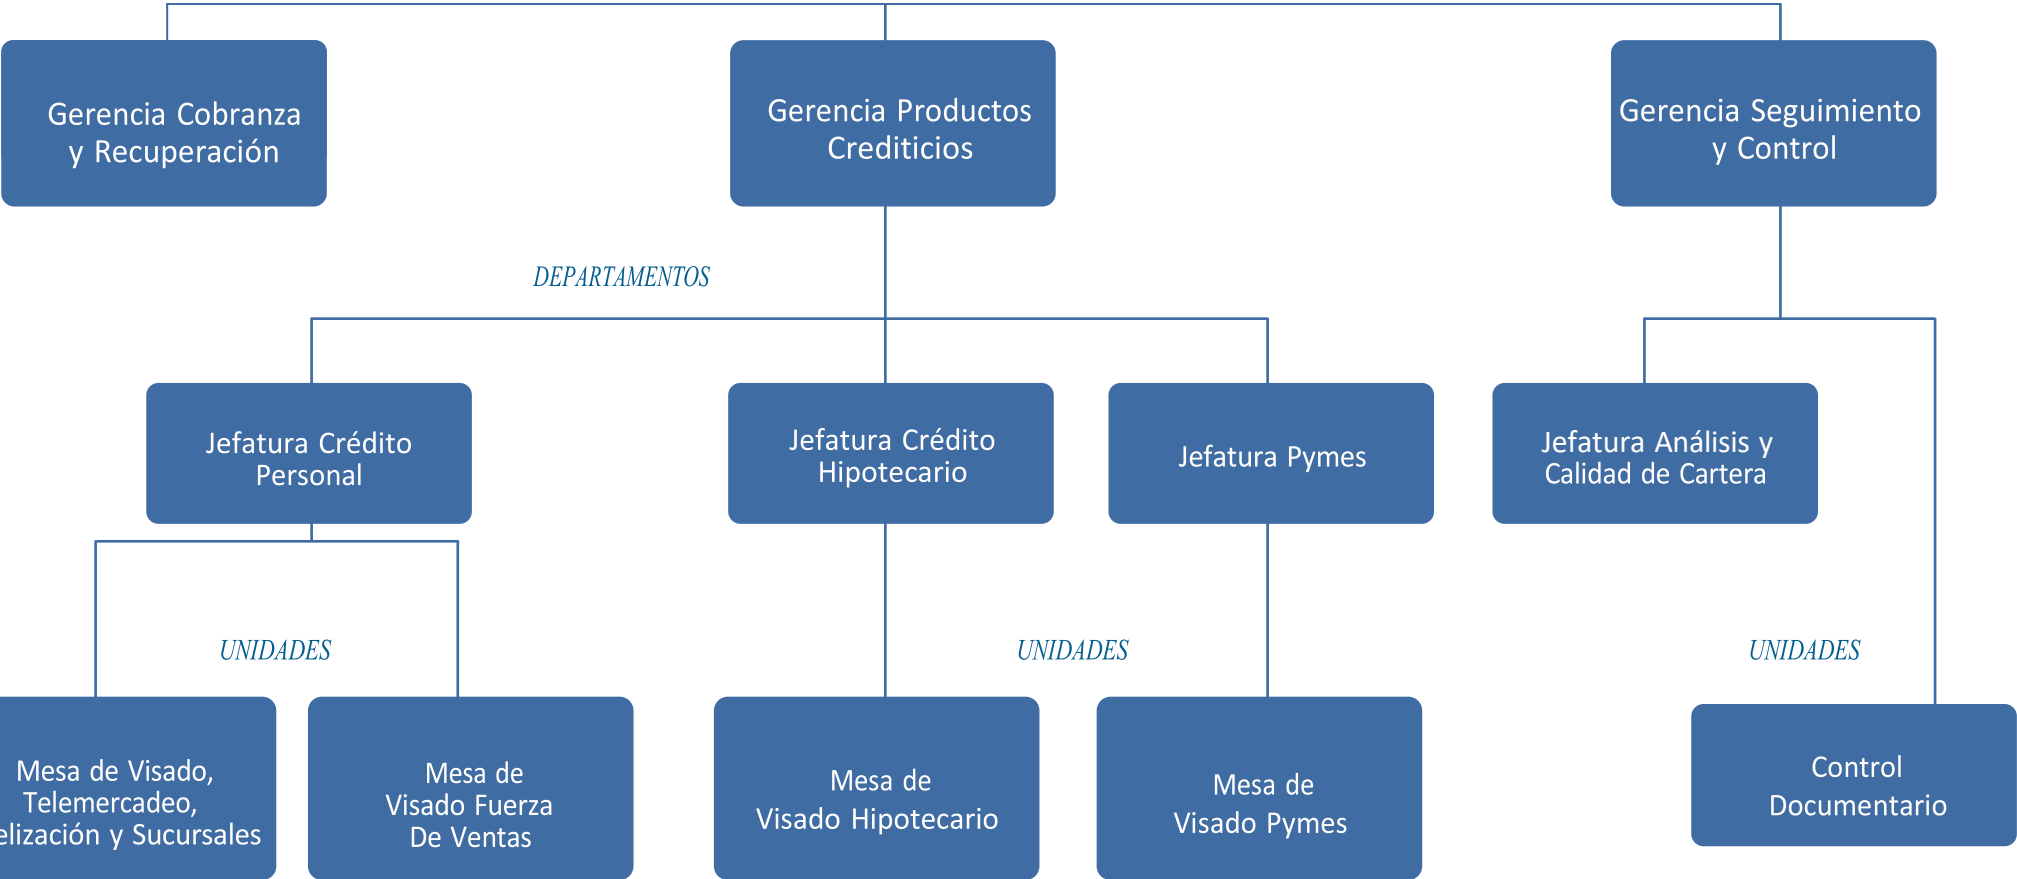 Gerencia Cobranza
y Recuperación
Gerencia Productos
Crediticios
Gerencia Seguimiento
y Control
DEPARTAMENTOS
Jefatura Crédito
Personal
Jefatura Crédito
Hipotecario
Jefatura Pymes
Jefatura Análisis y
Calidad de Cartera
UNIDADES
UNIDADES
UNIDADES
Mesa de Visado,
Telemercadeo,
y Sucursales
Mesa de
Visado Fuerza
De Ventas
Mesa de
Visado Hipotecario
Mesa de
Visado Pymes
Control
Documentario